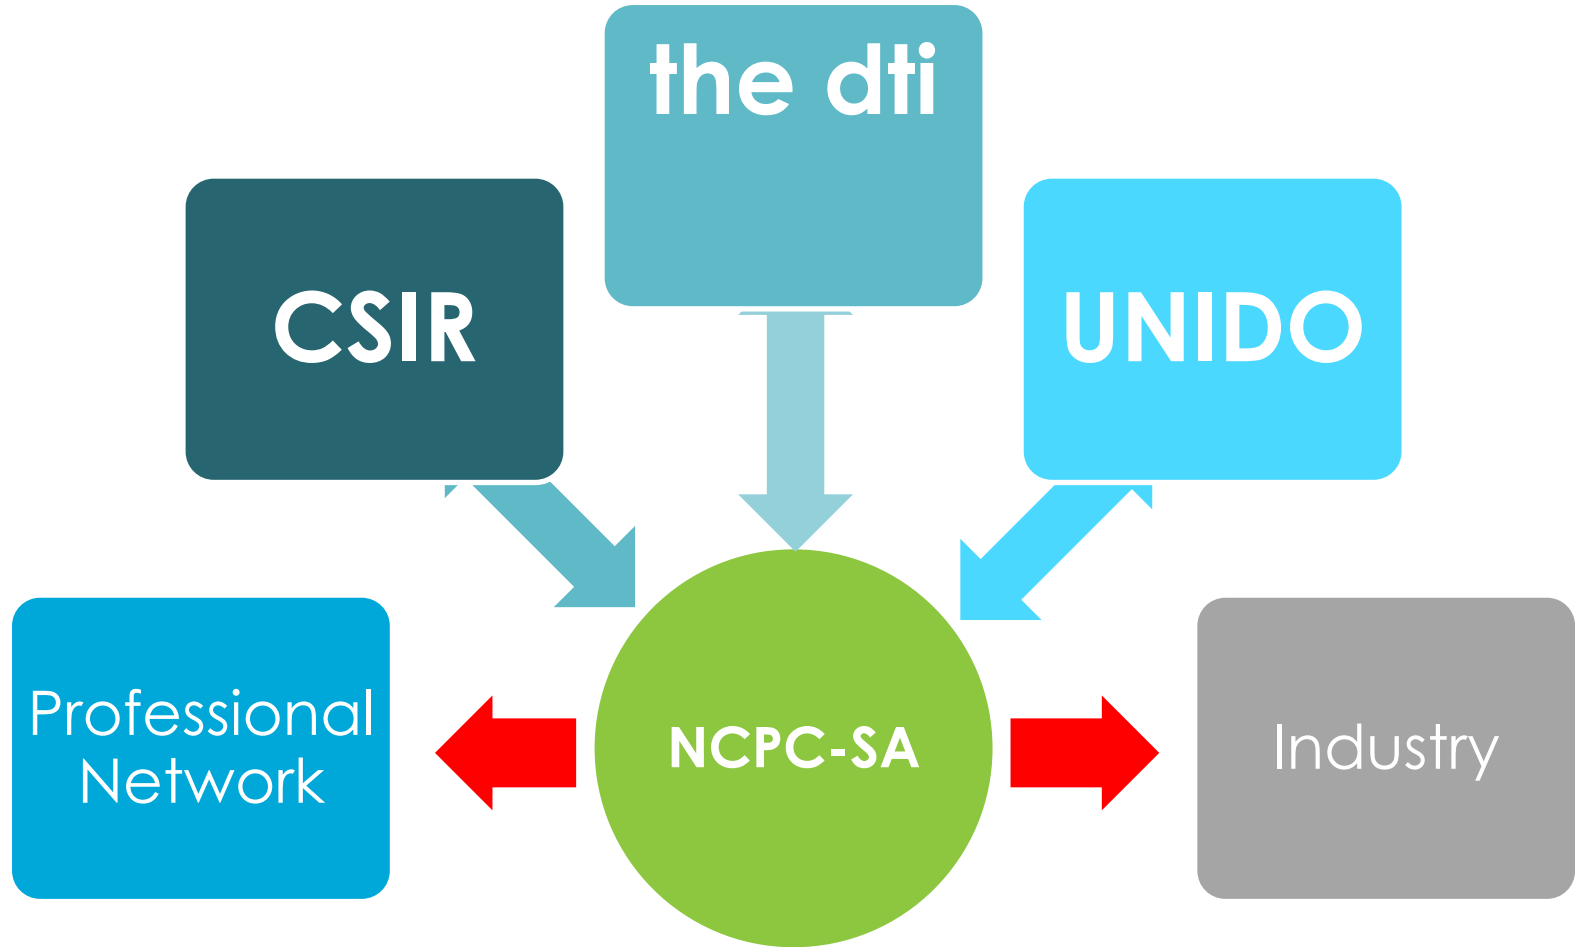 the dti
CSIR
UNIDO
Professional
Network
NCPC-SA
Industry